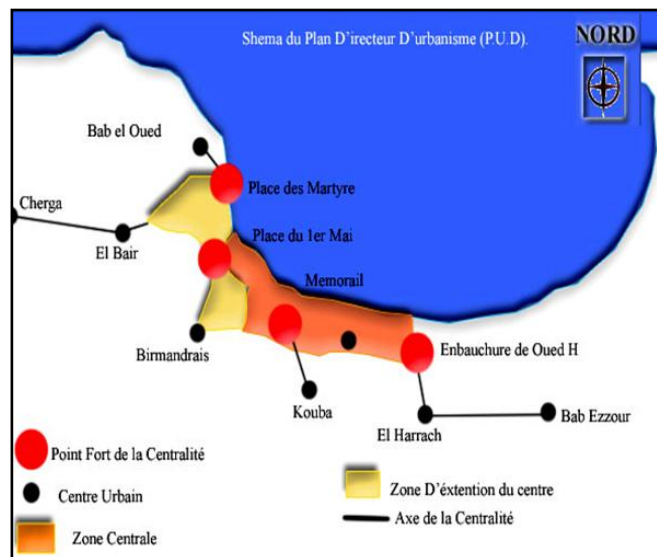 Shema du Plan D'irecteur D'urbanisme (P.U.D).
NORD
Bab el Oued
Place des Martyre
Cherga
Place du 1er Mai
El Bair
Memorail
Birmandrais
Enbauchure de Oued H
Kouba
El Harrach
Bab Ezzour
Point Fort de la Centralité
Centre Urbain
Zone Centrale
Zone D'éxtention du centre
Axe de la Centralité